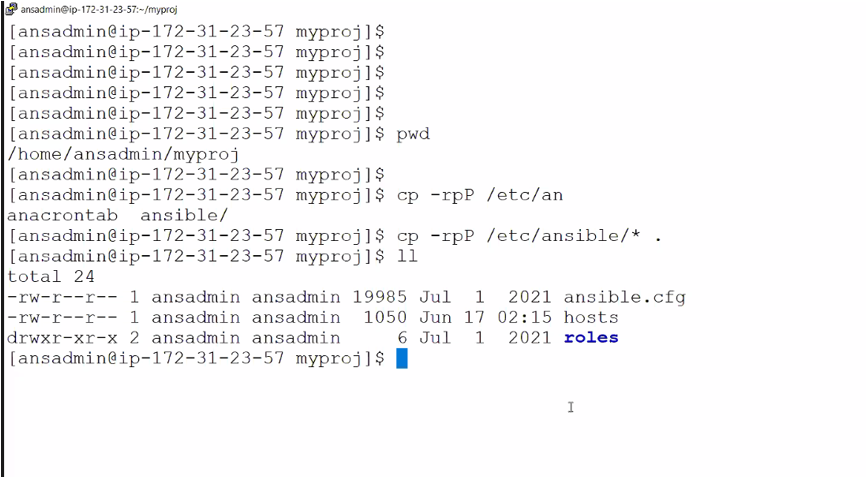 ansadmin@ip-172-31-23-57:~/myproj
[ansadmin@ip-172-31-23-57 myproj]$
[ansadmin@ip-172-31-23-57 myproj]$
[ansadmin@ip-172-31-23-57 myproj]$
[ansadmin@ip-172-31-23-57 myproj]$
[ansadmin@ip-172-31-23-57 myproj]$
[ansadmin@ip-172-31-23-57 myproj]$ pwd
/home/ansadmin/myproj
[ansadmin@ip-172-31-23-57 myproj]$
[ansadmin@ip-172-31-23-57 myproj]$ cp -rpP /etc/an
anacrontab  ansible/
[ansadmin@ip-172-31-23-57 myproj]$ cp -rpP /etc/ansible/* .
[ansadmin@ip-172-31-23-57 myproj]$ ll
total 24
-rw-r--r-- 1 ansadmin ansadmin 19985 Jul  1  2021 ansible.cfg
-rw-r--r-- 1 ansadmin ansadmin  1050 Jun 17 02:15 hosts
drwxr-xr-x 2 ansadmin ansadmin     6 Jul  1  2021 roles
[ansadmin@ip-172-31-23-57 myproj]$